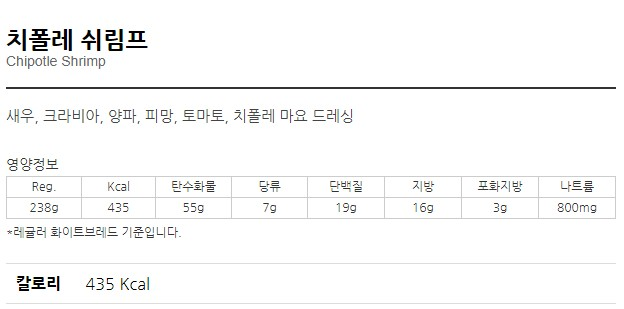 치폴레 쉬림프
Chipotle Shrimp
새우, 크라비아, 양파, 피망, 토마토, 치폴레 마요 드레싱
영양정보
Reg. Kcal 탄수화물 당류 단백질 지방 포화지방 나트륨
238g 435 55g 7g 19g 16g 3g 800mg
*레귤러 화이트브레드 기준입니다.
칼로리 435 Kcal